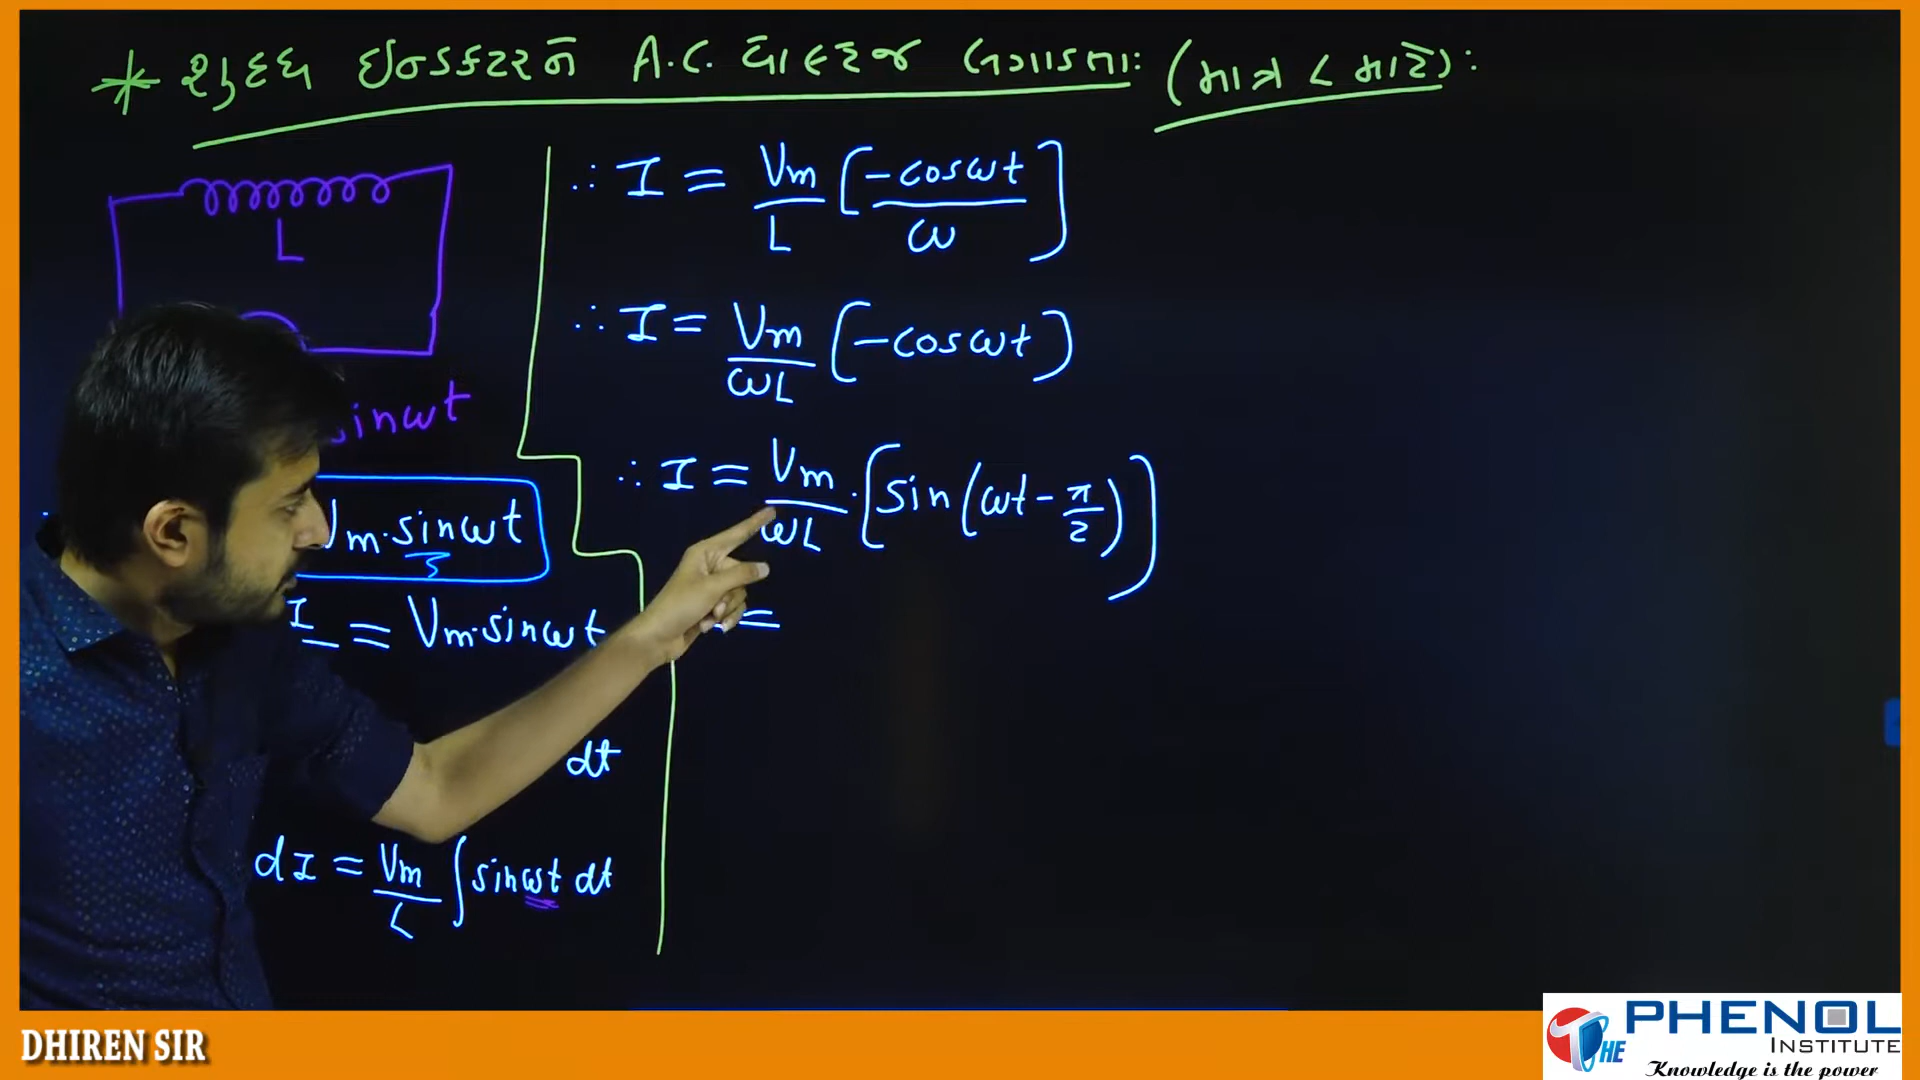 * શુદ્ધ ઇન્ડક્ટરને A.C. વોલ્ટેજ લગાડતા: (માત્ર L માટે):
L
sinωt
Vm·sinωt
I = Vm·sinωt
dt
dI = Vm/L ∫ sinωt dt
∴ I = Vm/L [-cosωt/ω]
∴ I = Vm/ωL (-cosωt)
∴ I = Vm/ωL · [sin(ωt - π/2)]
=
DHIREN SIR
THE PHENOL
INSTITUTE
Knowledge is the power